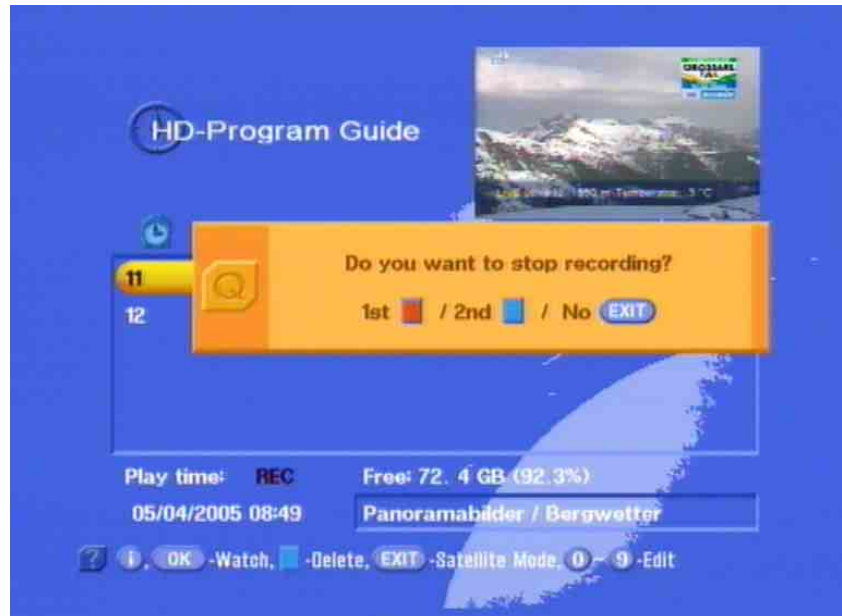 GROSSARL
HD-Program Guide
m Temperatur: °C
Do you want to stop recording?
11
Q
1st / 2nd / No EXIT
12
Play time: REC Free: 72. 4 GB (92.3%)
05/04/2005 08:49 Panoramabilder / Bergwetter
? i, OK -Watch, -Delete, EXIT -Satellite Mode, 0 ~ 9 -Edit